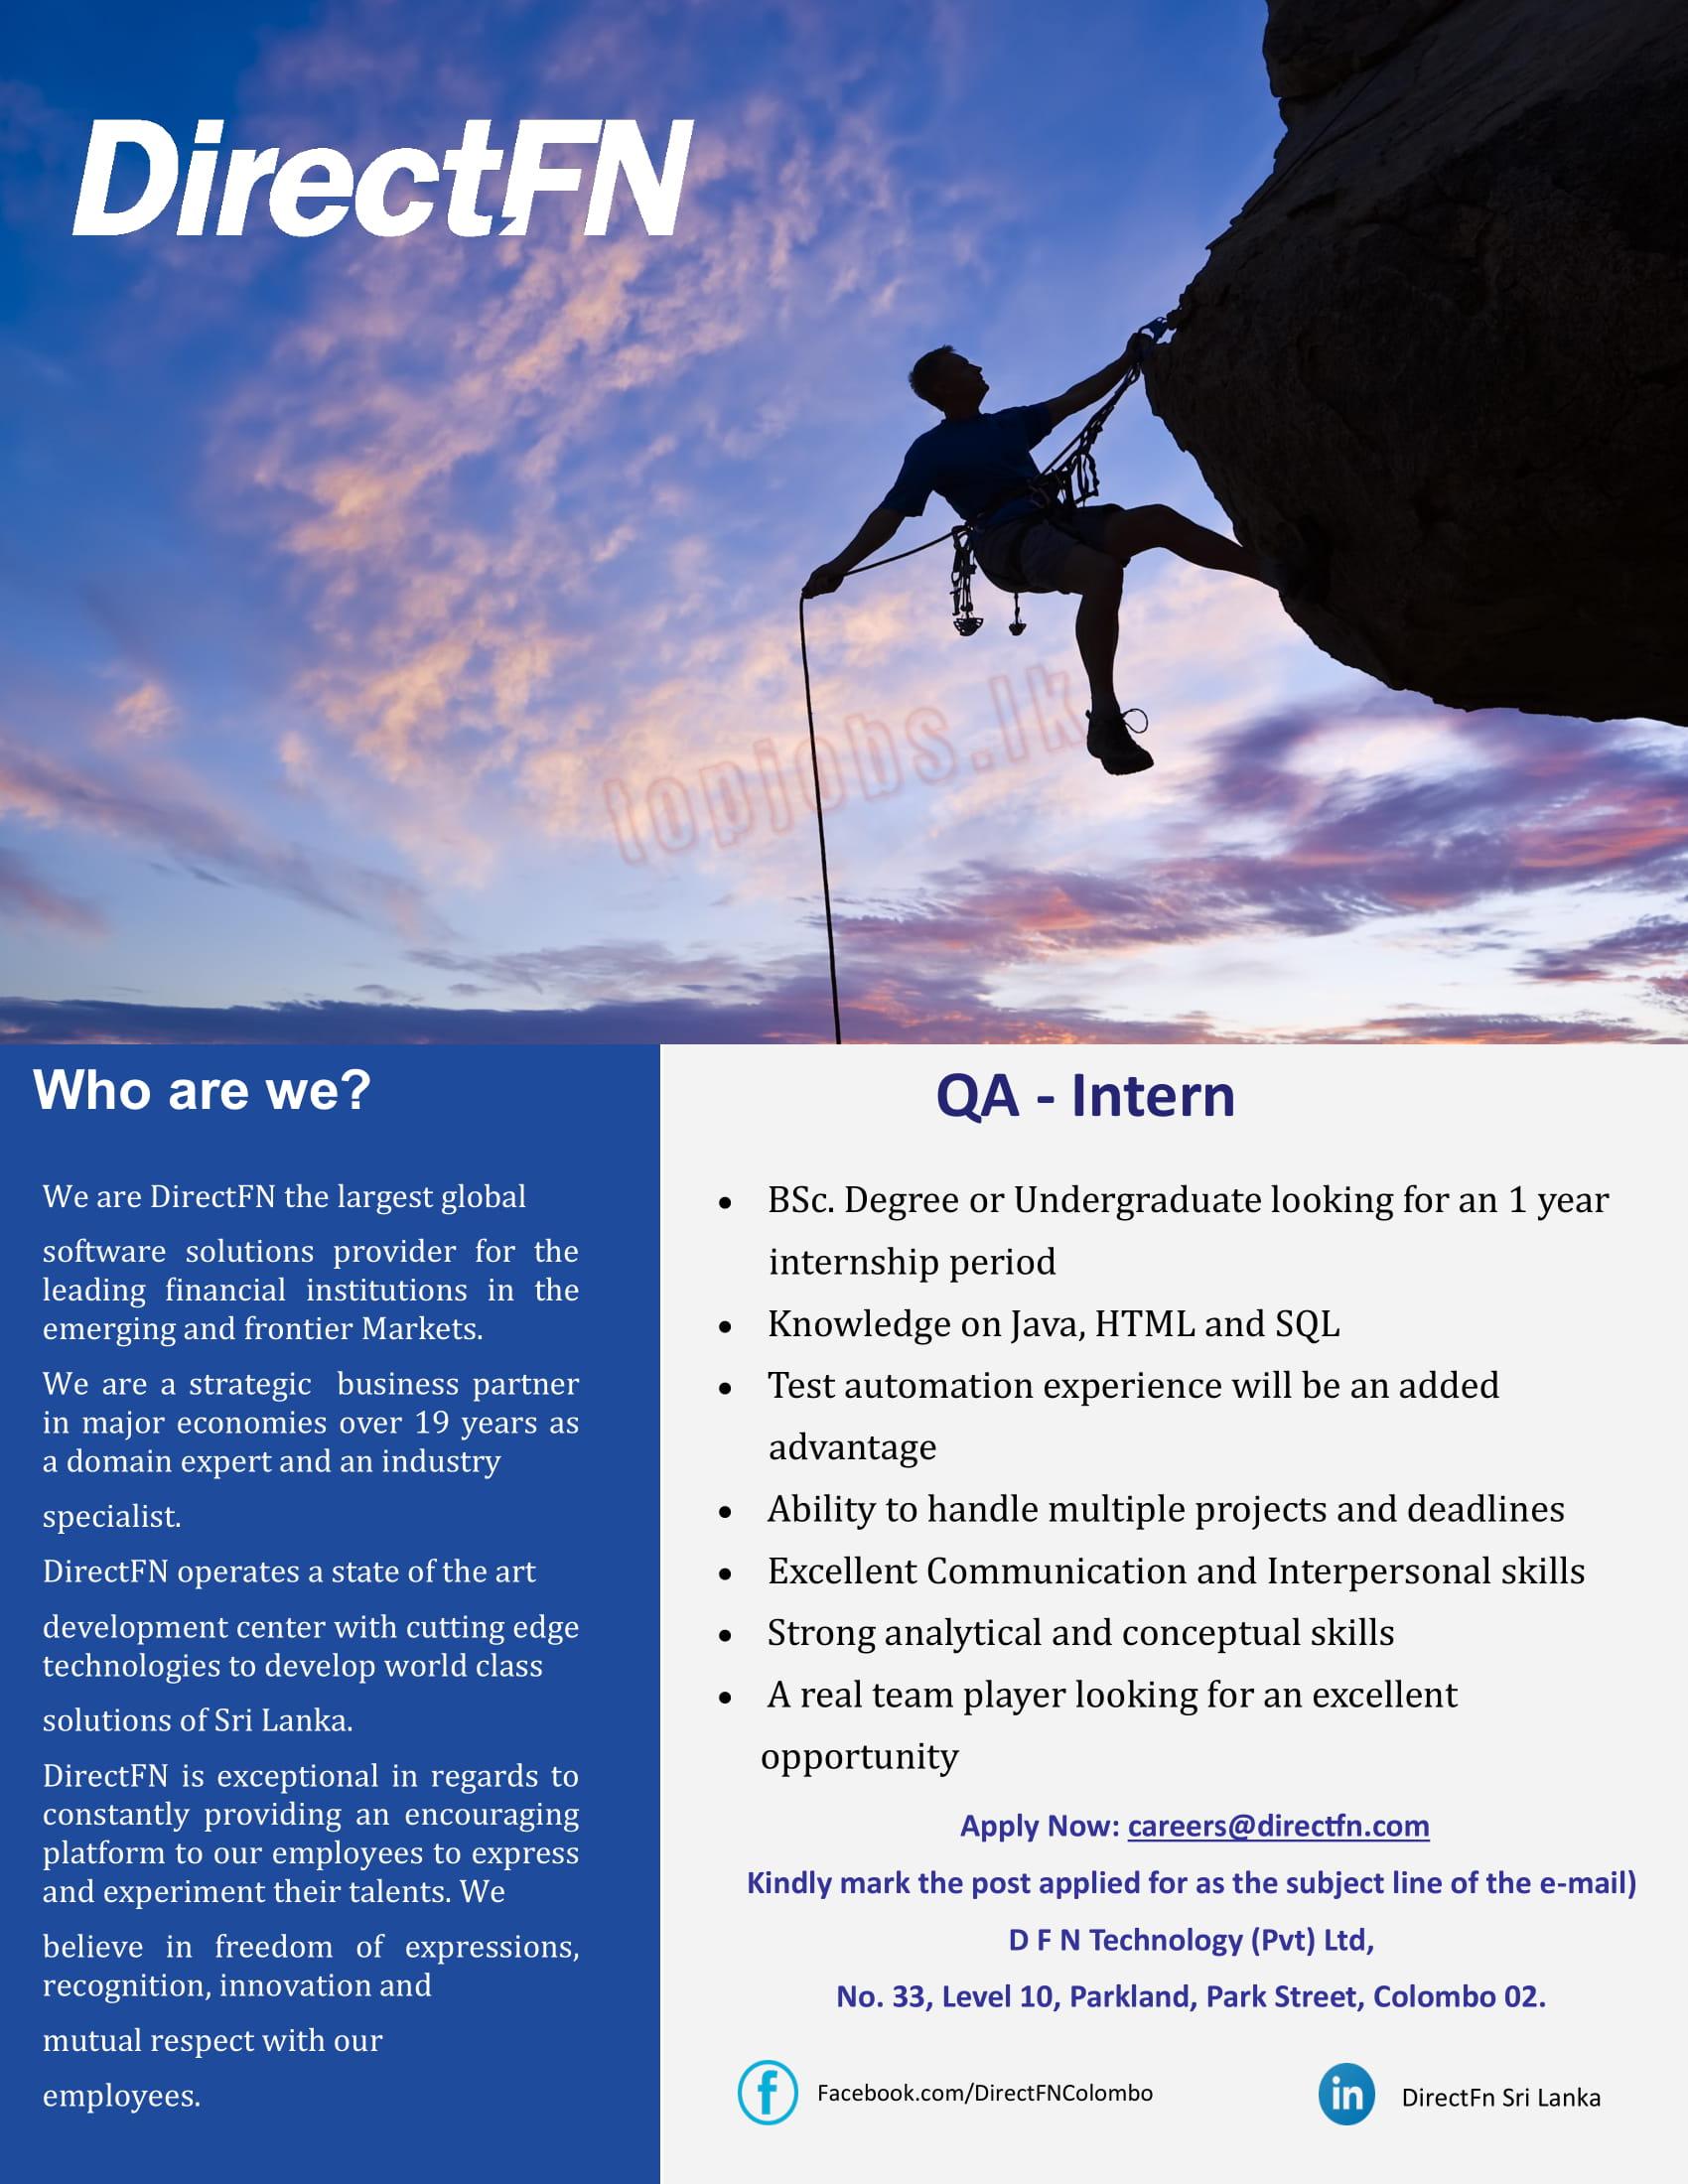 DirectFN
topjobs.lk
Who are we?
We are DirectFN the largest global
software solutions provider for the
leading financial institutions in the
emerging and frontier Markets.
We are a strategic business partner
in major economies over 19 years as
a domain expert and an industry
specialist.
DirectFN operates a state of the art
development center with cutting edge
technologies to develop world class
solutions of Sri Lanka.
DirectFN is exceptional in regards to
constantly providing an encouraging
platform to our employees to express
and experiment their talents. We
believe in freedom of expressions,
recognition, innovation and
mutual respect with our
employees.
QA - Intern
• BSc. Degree or Undergraduate looking for an 1 year
internship period
• Knowledge on Java, HTML and SQL
• Test automation experience will be an added
advantage
• Ability to handle multiple projects and deadlines
• Excellent Communication and Interpersonal skills
• Strong analytical and conceptual skills
• A real team player looking for an excellent
opportunity
Apply Now: careers@directfn.com
Kindly mark the post applied for as the subject line of the e-mail)
D F N Technology (Pvt) Ltd,
No. 33, Level 10, Parkland, Park Street, Colombo 02.
Facebook.com/DirectFNColombo
DirectFn Sri Lanka